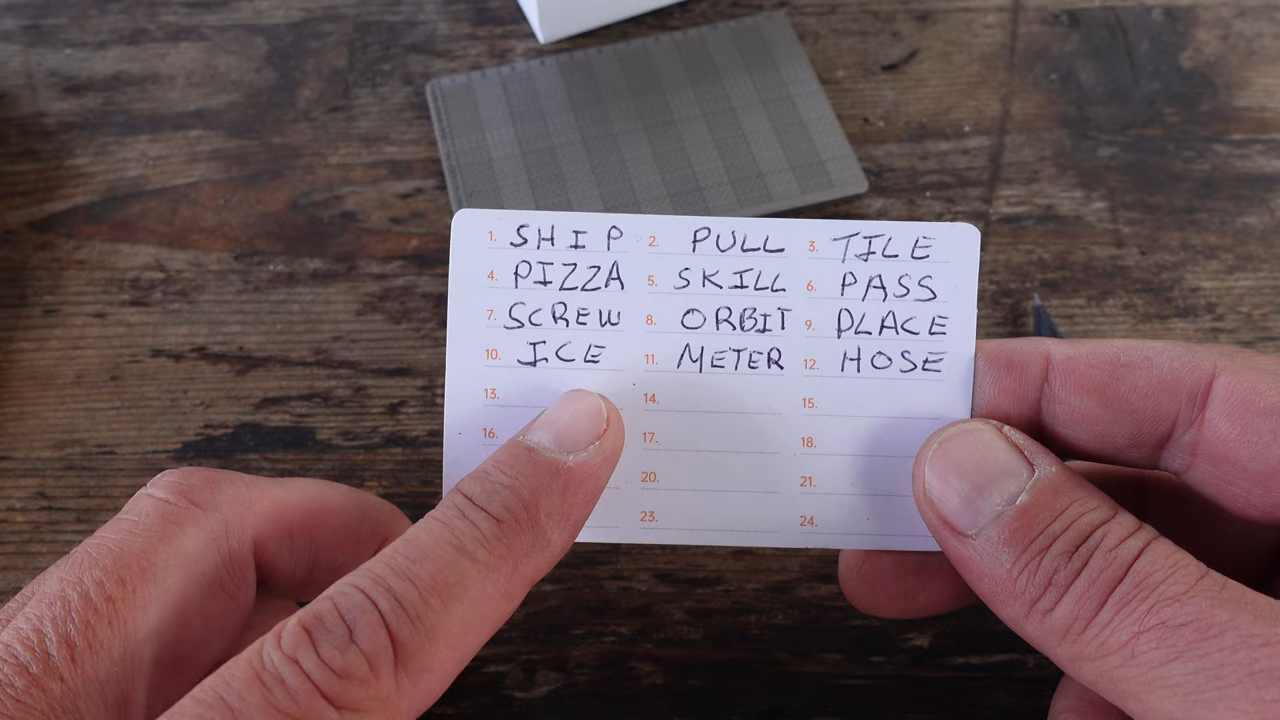 1. SHIP 2. PULL 3. TILE
4. PIZZA 5. SKILL 6. PASS
7. SCREW 8. ORBIT 9. PLACE
10. ICE 11. METER 12. HOSE
13. 14. 15.
16. 17. 18.
20. 21.
23. 24.